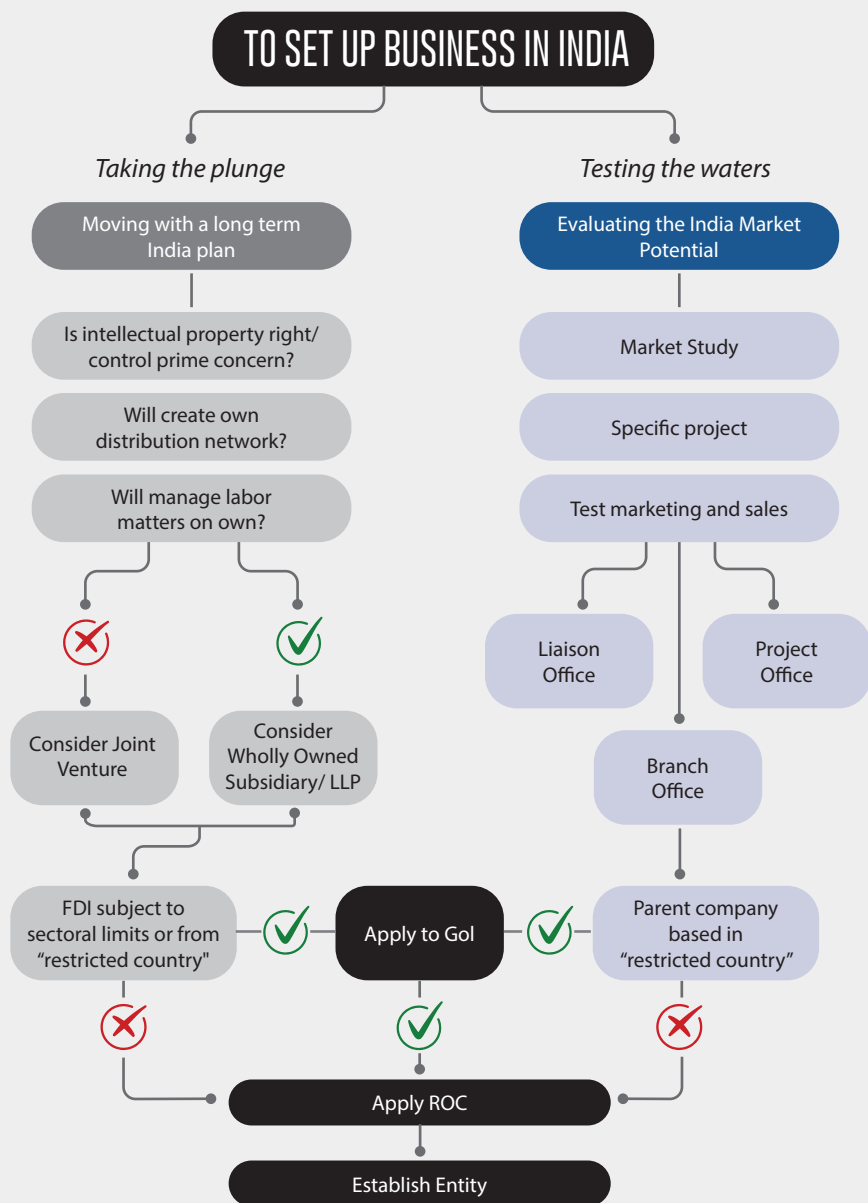 TO SET UP BUSINESS IN INDIA
Taking the plunge
Moving with a long term
India plan
Is intellectual property right/
control prime concern?
Will create own
distribution network?
Will manage labor
matters on own?
Consider Joint
Venture
Consider
Wholly Owned
Subsidiary/ LLP
FDI subject to
sectoral limits or from
“restricted country"
Testing the waters
Evaluating the India Market
Potential
Market Study
Specific project
Test marketing and sales
Liaison
Office
Project
Office
Branch
Office
Parent company
based in
“restricted country”
Apply to GoI
Apply ROC
Establish Entity